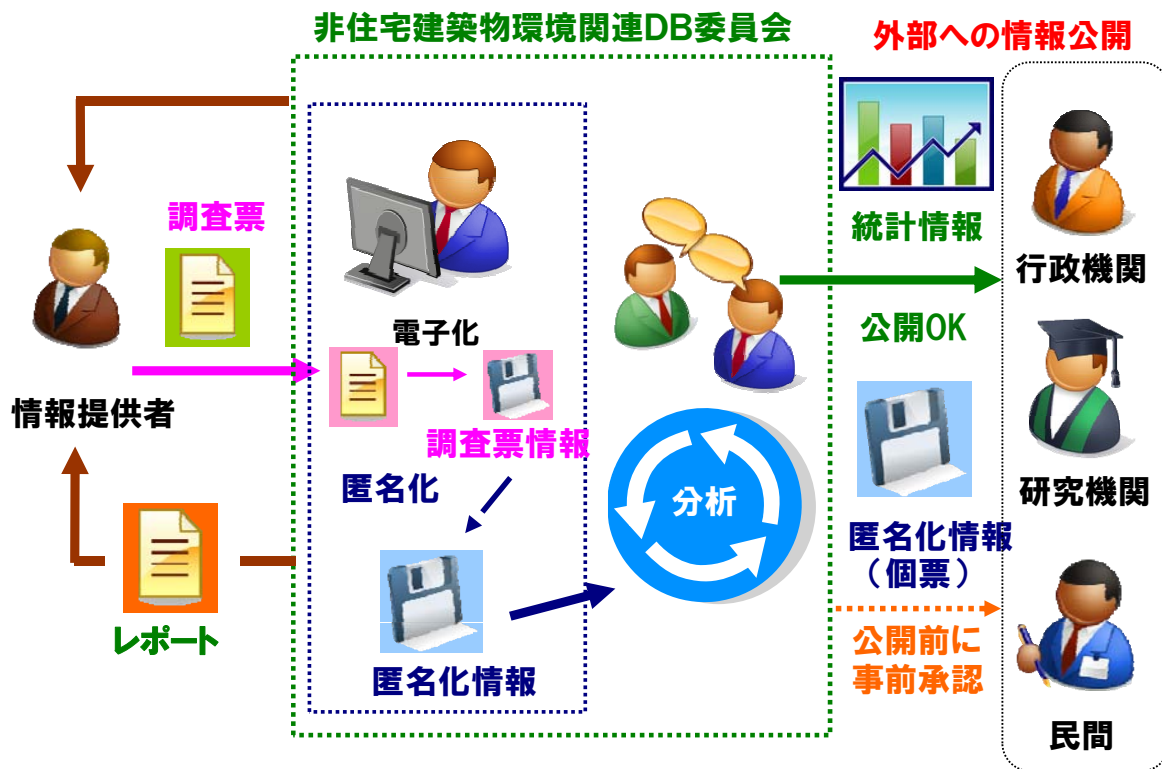 非住宅建築物環境関連DB委員会
外部への情報公開
調査票
情報提供者
レポート
電子化
調査票情報
匿名化
匿名化情報
分析
統計情報
公開OK
匿名化情報
（個票）
公開前に
事前承認
行政機関
研究機関
民間